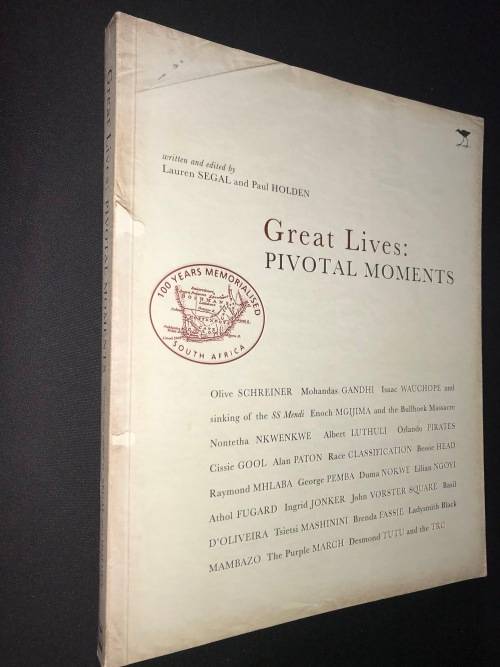 Great Lives: PIVOTAL MOMENTS
written and edited by
Lauren SEGAL and Paul HOLDEN
Great Lives:
PIVOTAL MOMENTS
100 YEARS MEMORIALISED
SOUTH AFRICA
Olive SCHREINER Mohandas GANDHI Isaac WAUCHOPE and
sinking of the SS Mendi Enoch MGIJIMA and the Bullhoek Massacre
Nontetha NKWENKWE Albert LUTHULI Orlando PIRATES
Cissie GOOL Alan PATON Race CLASSIFICATION Bessie HEAD
Raymond MHLABA George PEMBA Duma NOKWE Lilian NGOYI
Athol FUGARD Ingrid JONKER John VORSTER SQUARE Basil
D'OLIVEIRA Tsietsi MASHININI Brenda FASSIE Ladysmith Black
MAMBAZO The Purple MARCH Desmond TUTU and the TRC